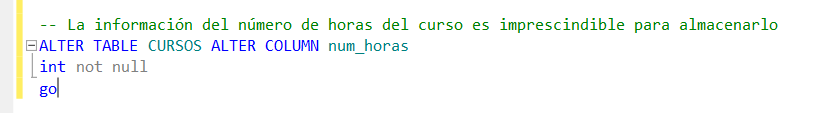 -- La información del número de horas del curso es imprescindible para almacenarlo
ALTER TABLE CURSOS ALTER COLUMN num_horas
int not null
go